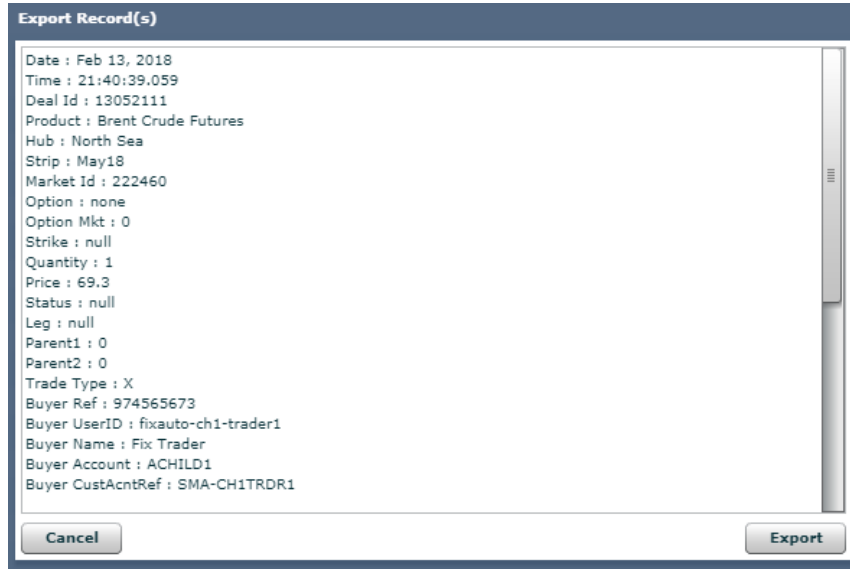 Export Record(s)
Date : Feb 13, 2018
Time : 21:40:39.059
Deal Id : 13052111
Product : Brent Crude Futures
Hub : North Sea
Strip : May18
Market Id : 222460
Option : none
Option Mkt : 0
Strike : null
Quantity : 1
Price : 69.3
Status : null
Leg : null
Parent1 : 0
Parent2 : 0
Trade Type : X
Buyer Ref : 974565673
Buyer UserID : fixauto-ch1-trader1
Buyer Name : Fix Trader
Buyer Account : ACHILD1
Buyer CustAcntRef : SMA-CH1TRDR1
Cancel
Export